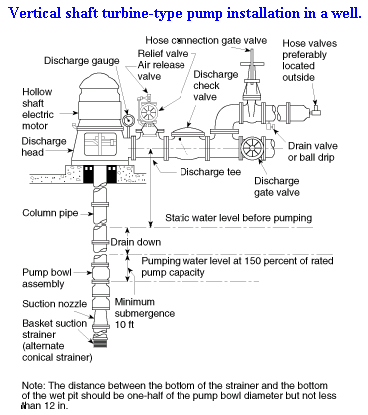 Vertical shaft turbine-type pump installation in a well.
Hose connection gate valve
Relief valve
Air release
valve
Discharge gauge
Hose valves
preferably
located
outside
Discharge
check
valve
Hollow
shaft
electric
motor
Discharge
head
Drain valve
or ball drip
Discharge tee
Discharge
gate valve
Column pipe
Static water level before pumping
Drain down
Pumping water level at 150 percent of rated
pump capacity
Pump bowl
assembly
Suction nozzle
Minimum
submergence
10 ft
Basket suction
strainer
(alternate
conical strainer)
Note: The distance between the bottom of the strainer and the bottom
of the wet pit should be one-half of the pump bowl diameter but not less
than 12 in.